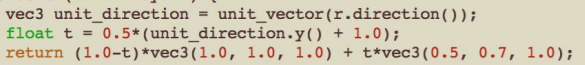 vec3 unit_direction = unit_vector(r.direction());
float t = 0.5*(unit_direction.y() + 1.0);
return (1.0-t)*vec3(1.0, 1.0, 1.0) + t*vec3(0.5, 0.7, 1.0);